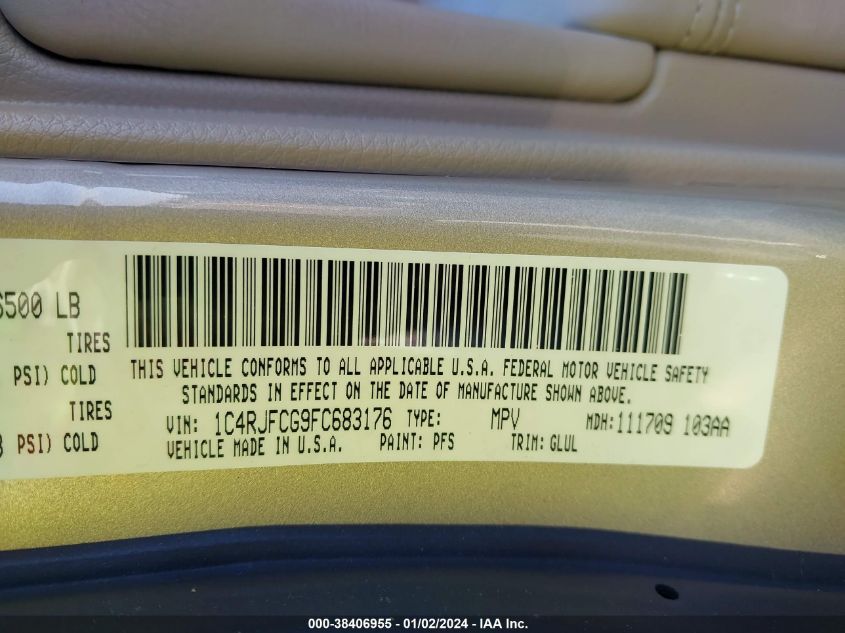 6500 LB
TIRES
PSI) COLD
TIRES
PSI) COLD
THIS VEHICLE CONFORMS TO ALL APPLICABLE U.S.A. FEDERAL MOTOR VEHICLE SAFETY
STANDARDS IN EFFECT ON THE DATE OF MANUFACTURE SHOWN ABOVE.
VIN: 1C4RJFCG9FC683176 TYPE: MPV MDH:111709 103AA
VEHICLE MADE IN U.S.A. PAINT: PFS TRIM: GLUL
000-38406955 - 01/02/2024 - IAA Inc.